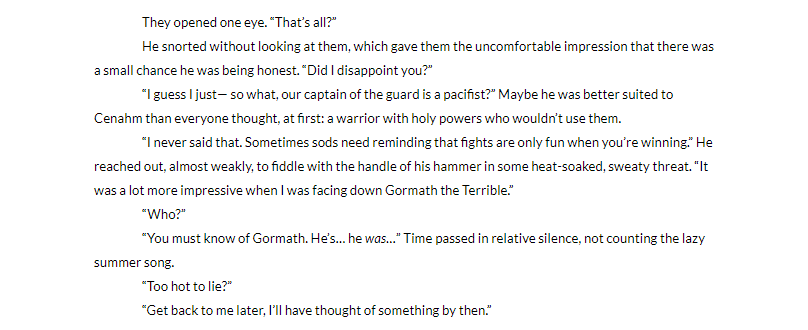 They opened one eye. “That’s all?”
He snorted without looking at them, which gave them the uncomfortable impression that there was
a small chance he was being honest. “Did I disappoint you?”
“I guess I just— so what, our captain of the guard is a pacifist?” Maybe he was better suited to
Cenahm than everyone thought, at first: a warrior with holy powers who wouldn’t use them.
“I never said that. Sometimes sods need reminding that fights are only fun when you’re winning.” He
reached out, almost weakly, to fiddle with the handle of his hammer in some heat-soaked, sweaty threat. “It
was a lot more impressive when I was facing down Gormath the Terrible.”
“Who?”
“You must know of Gormath. He’s... he was...” Time passed in relative silence, not counting the lazy
summer song.
“Too hot to lie?”
“Get back to me later, I’ll have thought of something by then.”